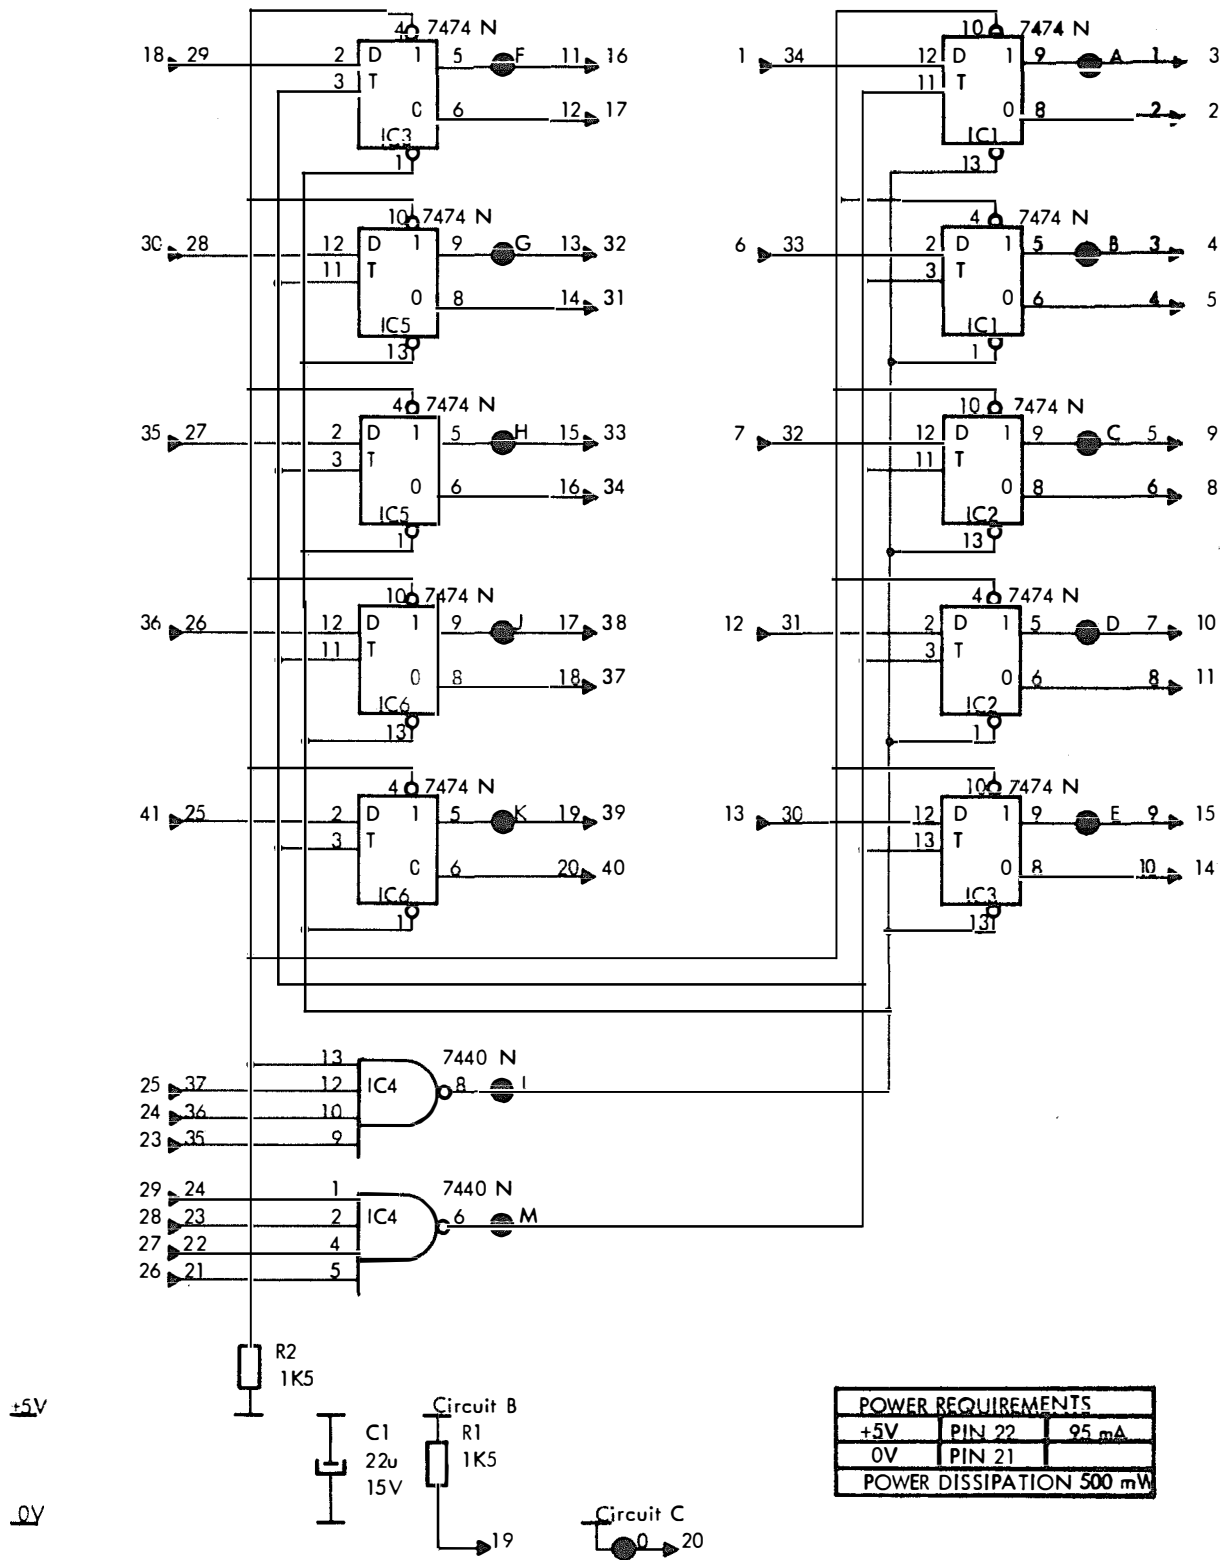 4 7474 N
18 29 2 D 1 5 F 11 16
3 T
0 6 12 17
IC3
1
10 7474 N
1 34 12 D 1 9 A 1 3
11 T
0 8 2 2
IC1
13
10 7474 N
30 28 12 D 1 9 G 13 32
11 T
0 8 14 31
IC5
13
4 7474 N
6 33 2 D 1 5 B 3 4
3 T
0 6 4 5
IC1
1
4 7474 N
35 27 2 D 1 5 H 15 33
3 T
0 6 16 34
IC5
1
10 7474 N
7 32 12 D 1 9 C 5 9
11 T
0 8 6 8
IC2
13
10 7474 N
36 26 12 D 1 9 J 17 38
11 T
0 8 18 37
IC6
13
4 7474 N
12 31 2 D 1 5 D 7 10
3 T
0 6 8 11
IC2
1
4 7474 N
41 25 2 D 1 5 K 19 39
3 T
0 6 20 40
IC6
1
10 7474 N
13 30 12 D 1 9 E 9 15
13 T
0 8 10 14
IC3
13
13 7440 N
25 37 12 IC4 8 I
24 36 10
23 35 9
7440 N
29 24 1
28 23 2 IC4 6 M
27 22 4
26 21 5
R2
1K5
+5V
C1
22u
15V
Circuit B
R1
1K5
19
0V
Circuit C
0 20
POWER REQUIREMENTS
+5V PIN 22 95 mA
0V PIN 21
POWER DISSIPATION 500 mW